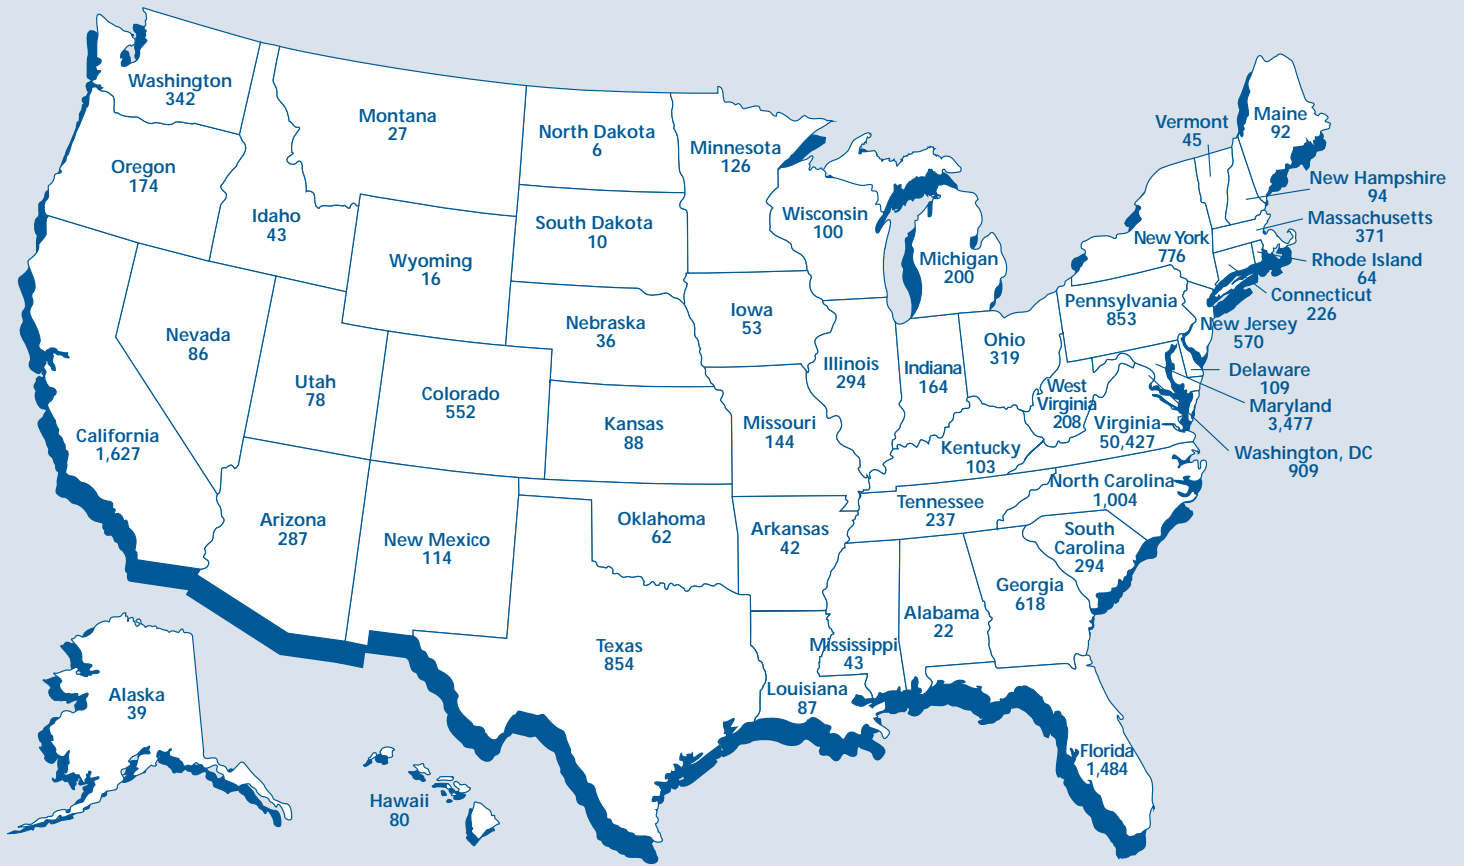 Washington
342
Montana
27
North Dakota
6
Minnesota
126
Vermont
45
Maine
92
Oregon
174
Idaho
43
South Dakota
10
Wisconsin
100
New Hampshire
94
Massachusetts
371
Wyoming
16
Michigan
200
New York
776
Rhode Island
64
Connecticut
226
Nevada
86
Nebraska
36
Iowa
53
Pennsylvania
853
New Jersey
570
Utah
78
Colorado
552
Illinois
294
Indiana
164
Ohio
319
Delaware
109
California
1,627
Kansas
88
Missouri
144
West
Virginia
208
Virginia
50,427
Maryland
3,477
Kentucky
103
Washington, DC
909
Arizona
287
New Mexico
114
Oklahoma
62
Arkansas
42
Tennessee
237
North Carolina
1,004
South
Carolina
294
Texas
854
Mississippi
43
Alabama
22
Georgia
618
Alaska
39
Louisiana
87
Hawaii
80
Florida
1,484